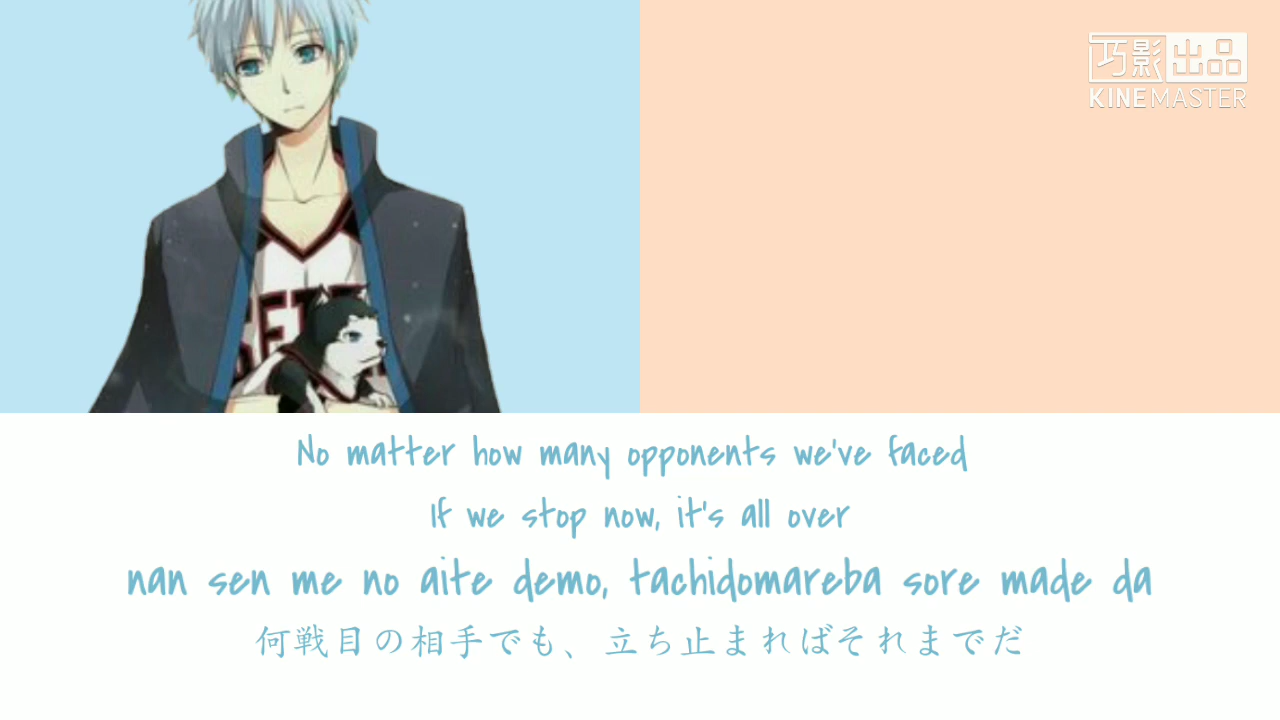 巧影出品
KINEMASTER
SEI
No matter how many opponents we've faced
If we stop now, it's all over
nan sen me no aite demo, tachidomareba sore made da
何戦目の相手でも、立ち止まればそれまでだ